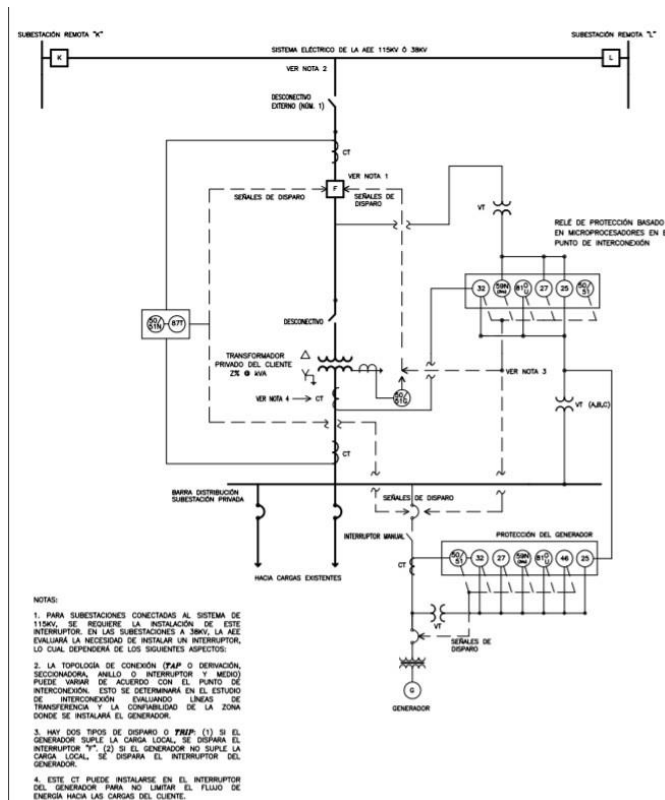 SUBESTACIÓN REMOTA "K"
SUBESTACIÓN REMOTA "L"
SISTEMA ELÉCTRICO DE LA AEE 115KV Ó 38KV
K
L
VER NOTA 2
DESCONECTIVO
EXTERNO (NÚM. 1)
CT
VER NOTA 1
F
SEÑALES DE DISPARO
SEÑALES DE
DISPARO
VT
RELÉ DE PROTECCIÓN BASADO
EN MICROPROCESADORES EN E
PUNTO DE INTERCONEXIÓN
32
59N
27
25
50/
51
DESCONECTIVO
50/
51N
87T
TRANSFORMADOR
PRIVADO DEL CLIENTE
Z% @ kVA
VER NOTA 3
VER NOTA 4
CT
50/
51G
VT (A,B,C)
CT
BARRA DISTRIBUCIÓN
SUBESTACIÓN PRIVADA
SEÑALES DE DISPARO
INTERRUPTOR MANUAL
PROTECCIÓN DEL GENERADOR
50/
51
32
27
59N
46
25
CT
HACIA CARGAS EXISTENTES
VT
SEÑALES DE
DISPARO
G
GENERADOR
NOTAS:
1. PARA SUBESTACIONES CONECTADAS AL SISTEMA DE
115KV, SE REQUIERE LA INSTALACIÓN DE ESTE
INTERRUPTOR. EN LAS SUBESTACIONES A 38KV, LA AEE
EVALUARÁ LA NECESIDAD DE INSTALAR UN INTERRUPTOR,
LO CUAL DEPENDERÁ DE LOS SIGUIENTES ASPECTOS:
2. LA TOPOLOGÍA DE CONEXIÓN (TAP O DERIVACIÓN,
SECCIONADORA, ANILLO O INTERRUPTOR Y MEDIO)
PUEDE VARIAR DE ACUERDO CON EL PUNTO DE
INTERCONEXIÓN. ESTO SE DETERMINARÁ EN EL ESTUDIO
DE INTERCONEXIÓN EVALUANDO LÍNEAS DE
TRANSFERENCIA Y LA CONFIABILIDAD DE LA ZONA
DONDE SE INSTALARÁ EL GENERADOR.
3. HAY DOS TIPOS DE DISPARO O TRIP: (1) SI EL
GENERADOR SUPLE LA CARGA LOCAL, SE DISPARA EL
INTERRUPTOR "F". (2) SI EL GENERADOR NO SUPLE LA
CARGA LOCAL, SE DISPARA EL INTERRUPTOR DEL
GENERADOR.
4. ESTE CT PUEDE INSTALARSE EN EL INTERRUPTOR
DEL GENERADOR PARA NO LIMITAR EL FLUJO DE
ENERGÍA HACIA LAS CARGAS DEL CLIENTE.